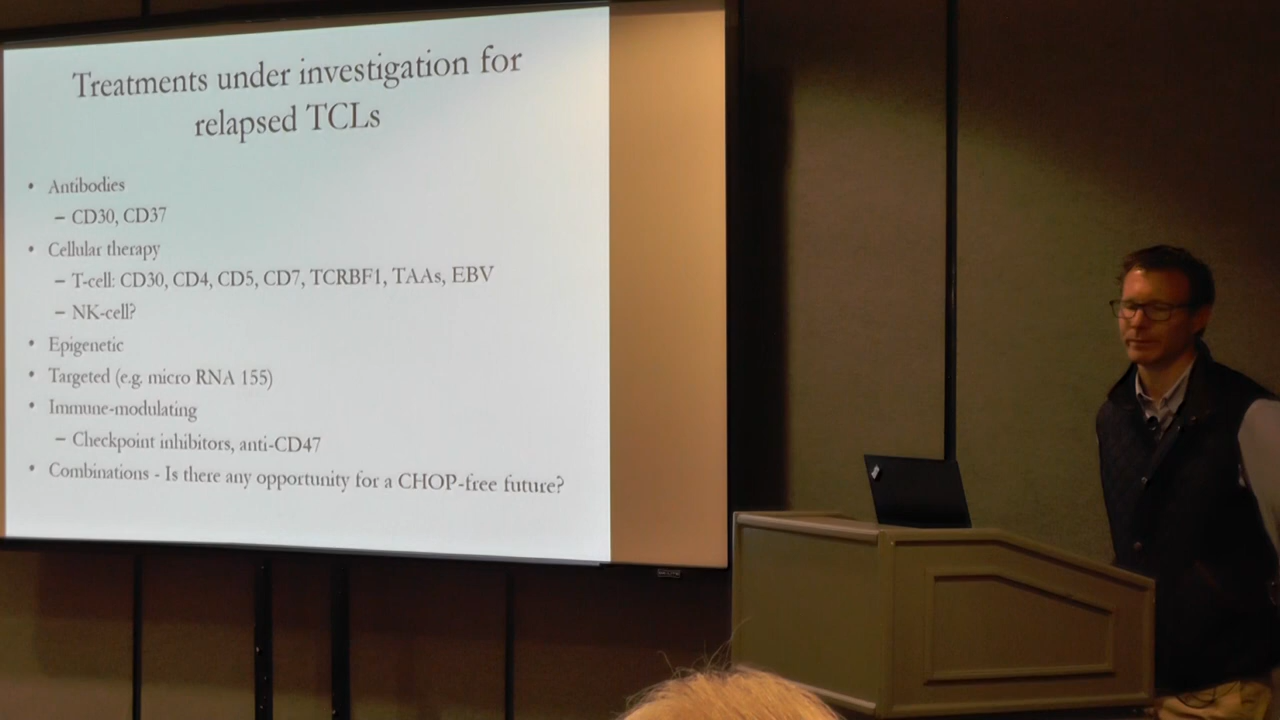 Treatments under investigation for
relapsed TCLs
• Antibodies
– CD30, CD37
• Cellular therapy
– T-cell: CD30, CD4, CD5, CD7, TCRBF1, TAAs, EBV
– NK-cell?
• Epigenetic
• Targeted (e.g. micro RNA 155)
• Immune-modulating
– Checkpoint inhibitors, anti-CD47
• Combinations - Is there any opportunity for a CHOP-free future?